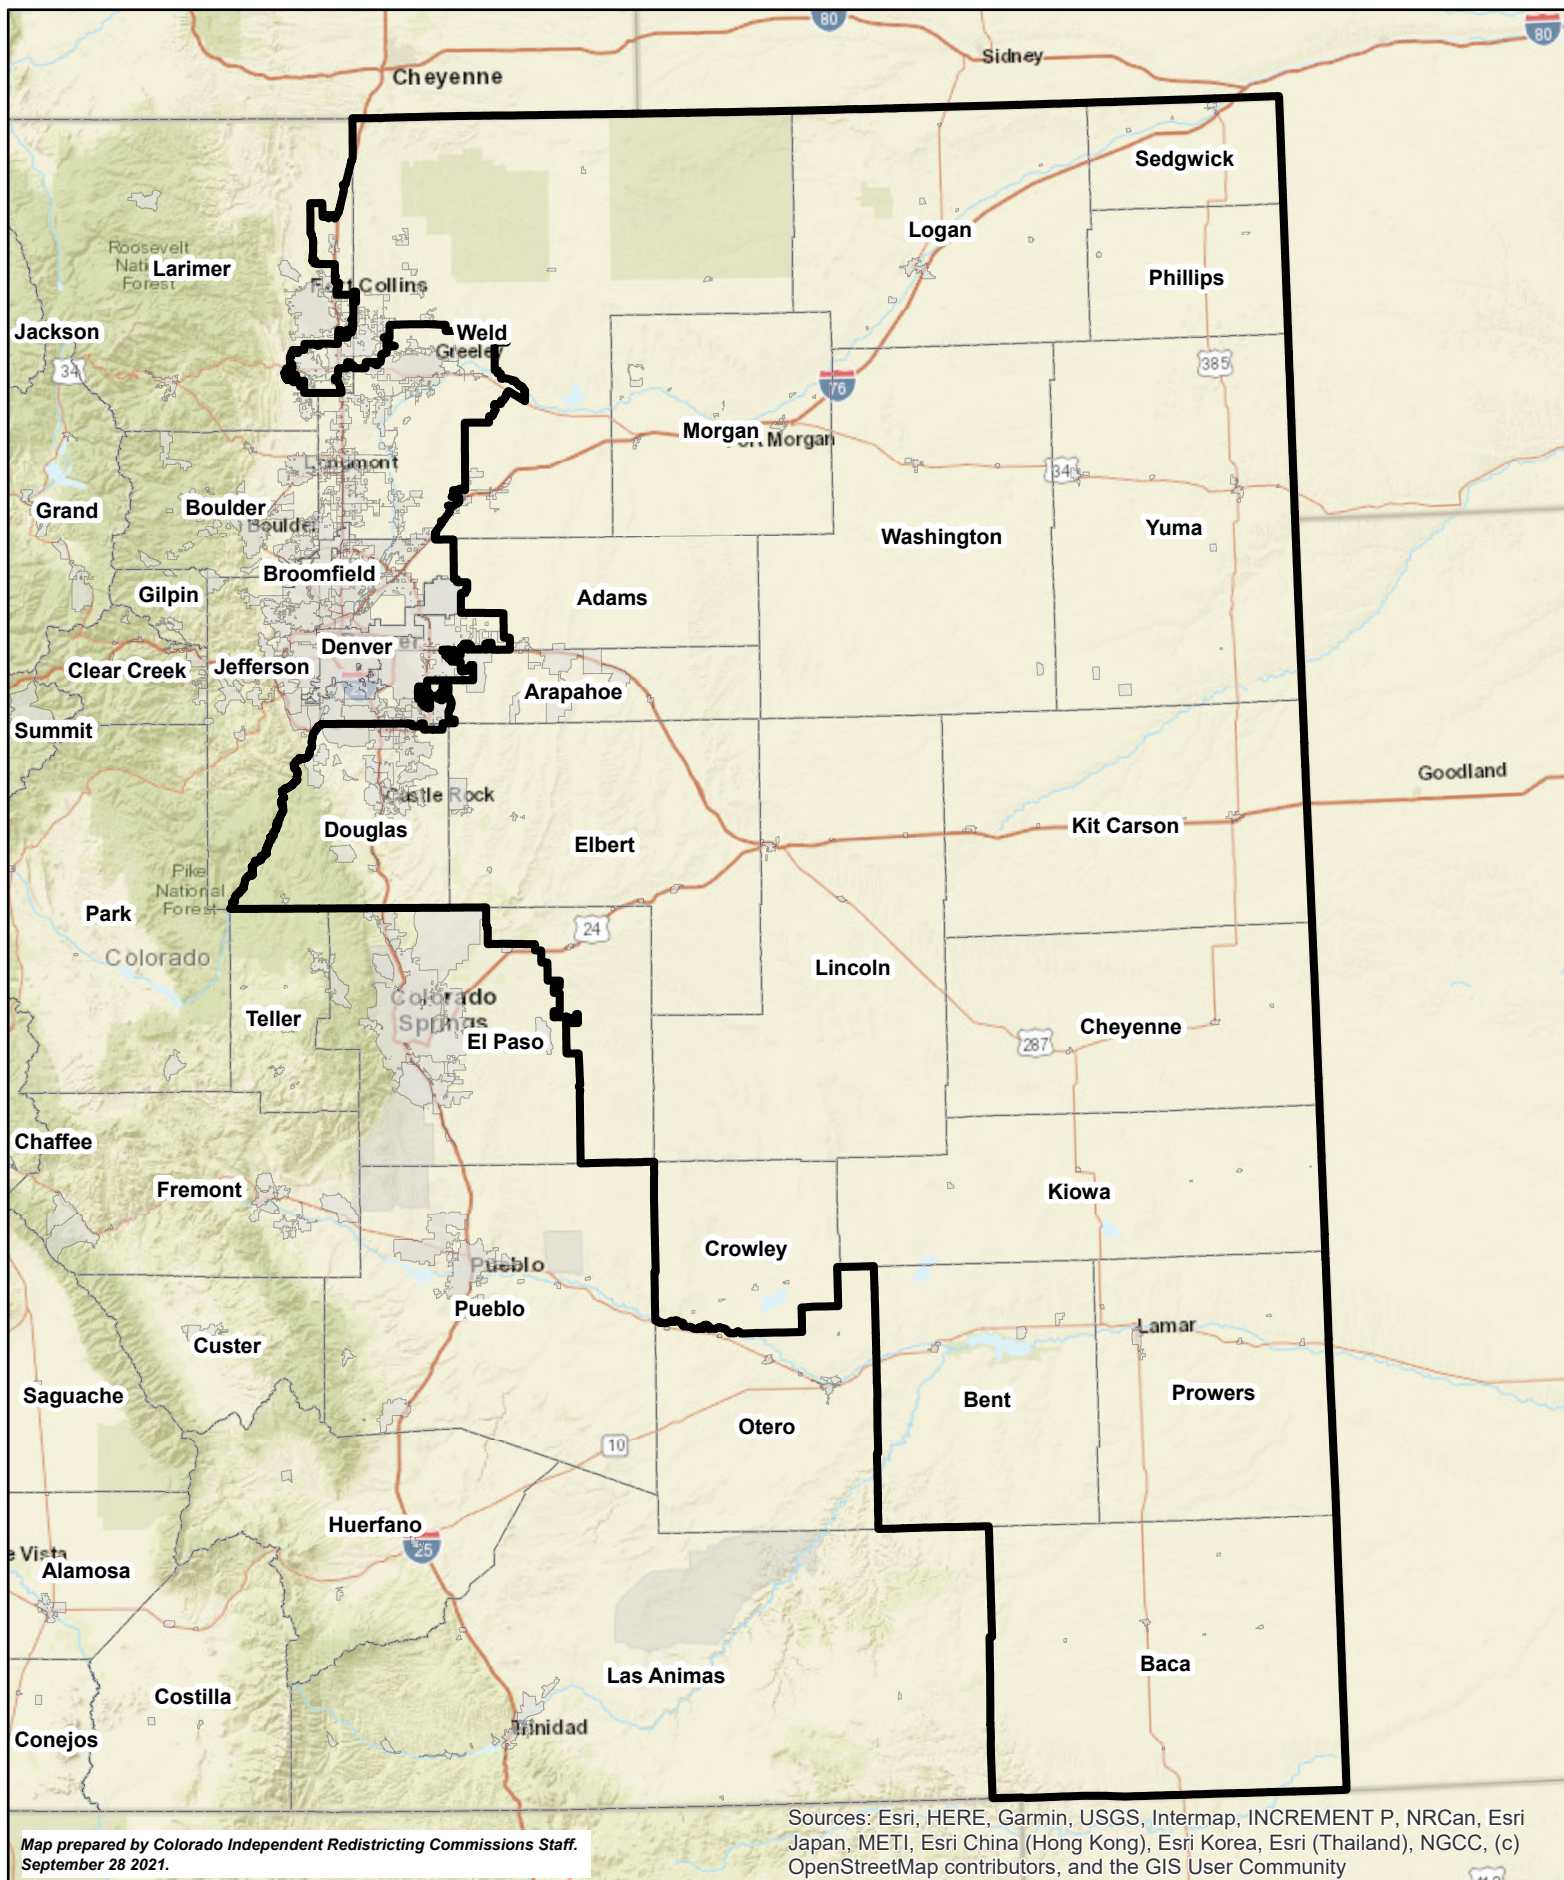 80
80
Sidney
Cheyenne
Sedgwick
Logan
Roosevelt
Larimer
Forest
Phillips
Collins
Jackson
Weld
Greeley
34
385
76
Morgan
Morgan
34
Boulder
Grand
Washington
Yuma
Broomfield
Gilpin
Adams
Denver
Clear Creek
Jefferson
Arapahoe
Summit
Goodland
Castle Rock
Douglas
Kit Carson
Elbert
Pike
National
Forest
Park
24
Colorado
Lincoln
Colorado
Springs
Teller
Cheyenne
El Paso
287
Chaffee
Fremont
Kiowa
Crowley
Pueblo
Pueblo
Lamar
Custer
Saguache
Bent
Prowers
Otero
10
Huerfano
25
Vista
Alamosa
Baca
Las Animas
Costilla
Trinidad
Conejos
Map prepared by Colorado Independent Redistricting Commissions Staff.
September 28 2021.
Sources: Esri, HERE, Garmin, USGS, Intermap, INCREMENT P, NRCan, Esri
Japan, METI, Esri China (Hong Kong), Esri Korea, Esri (Thailand), NGCC, (c)
OpenStreetMap contributors, and the GIS User Community